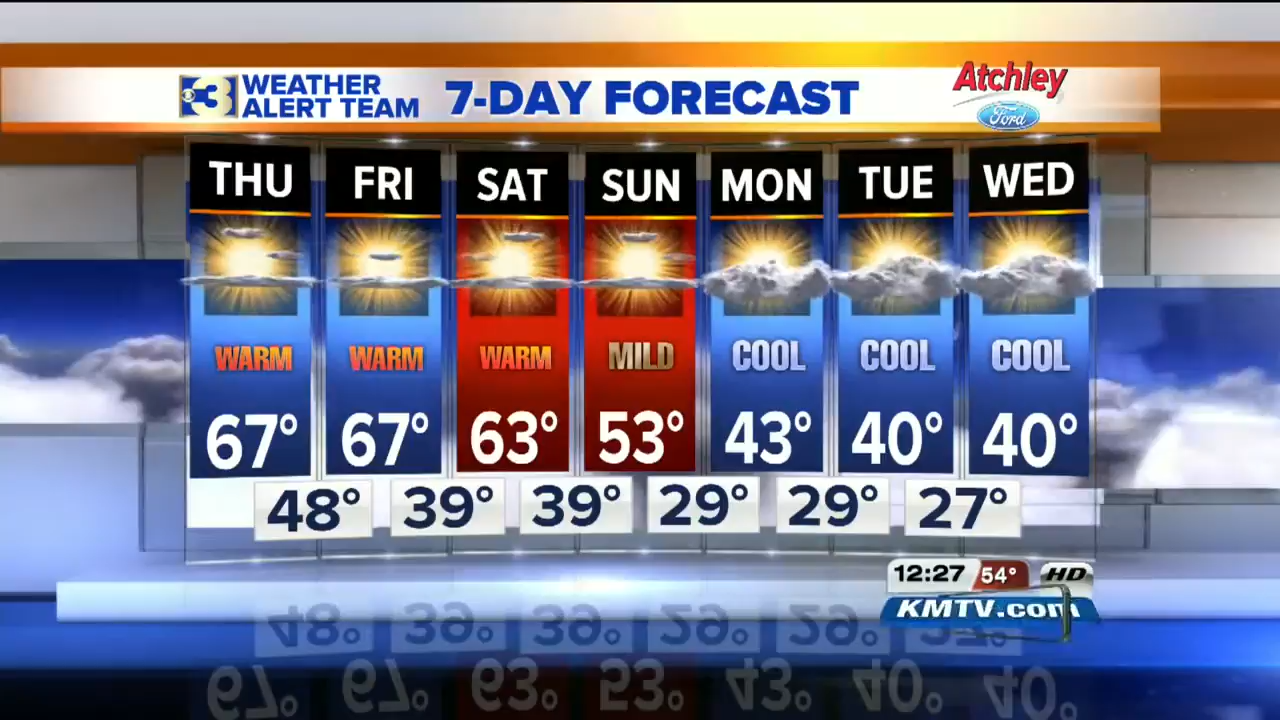 3 WEATHER ALERT TEAM
7-DAY FORECAST
Atchley
Ford
THU FRI SAT SUN MON TUE WED
WARM WARM WARM MILD COOL COOL COOL
67° 67° 63° 53° 43° 40° 40°
48° 39° 39° 29° 29° 27°
12:27 54° HD
KMTV.com